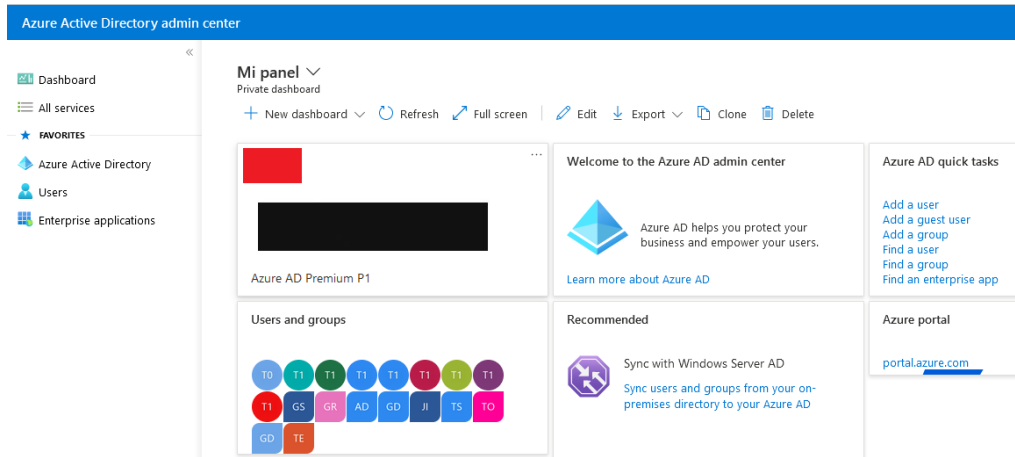 Azure Active Directory admin center
«
Dashboard
All services
FAVORITES
Azure Active Directory
Users
Enterprise applications
Mi panel
Private dashboard
New dashboard
Refresh
Full screen
Edit
Export
Clone
Delete
...
Azure AD Premium P1
Welcome to the Azure AD admin center
Azure AD helps you protect your
business and empower your users.
Learn more about Azure AD
Azure AD quick tasks
Add a user
Add a guest user
Add a group
Find a user
Find a group
Find an enterprise app
Users and groups
T0 T1 T1 T1 T1 T1 T1 T1
T1 GS GR AD GD JI TS TO
GD TE
Recommended
Sync with Windows Server AD
Sync users and groups from your on-
premises directory to your Azure AD
Azure portal
portal.azure.com